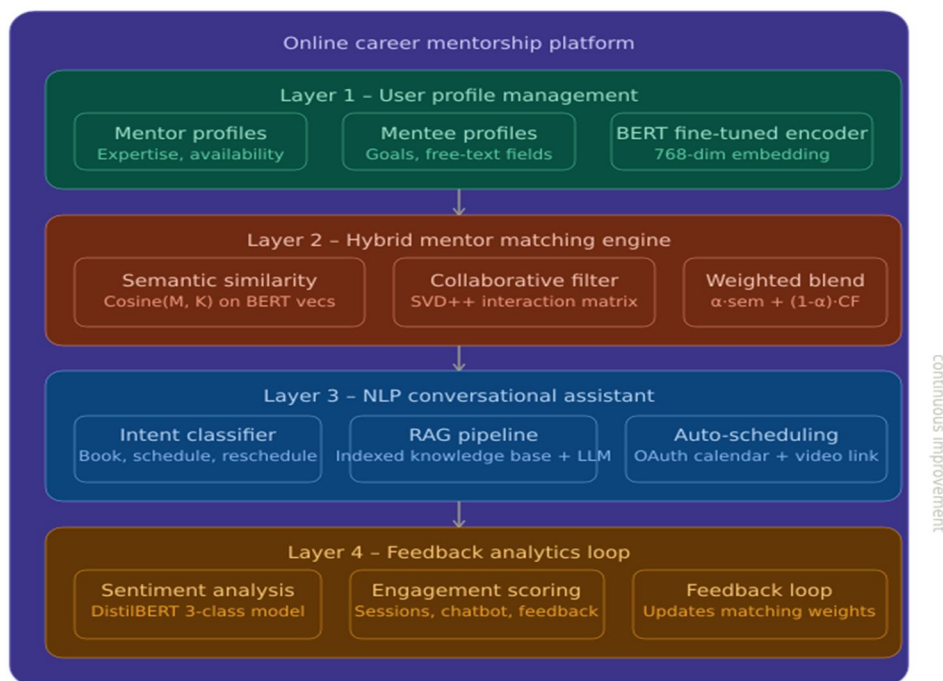 Online career mentorship platform
Layer 1 – User profile management
Mentor profiles
Expertise, availability
Mentee profiles
Goals, free-text fields
BERT fine-tuned encoder
768-dim embedding
Layer 2 – Hybrid mentor matching engine
Semantic similarity
Cosine(M, K) on BERT vecs
Collaborative filter
SVD++ interaction matrix
Weighted blend
α·sem + (1-α)·CF
Layer 3 – NLP conversational assistant
Intent classifier
Book, schedule, reschedule
RAG pipeline
Indexed knowledge base + LLM
Auto-scheduling
OAuth calendar + video link
Layer 4 – Feedback analytics loop
Sentiment analysis
DistilBERT 3-class model
Engagement scoring
Sessions, chatbot, feedback
Feedback loop
Updates matching weights
continuous improvement